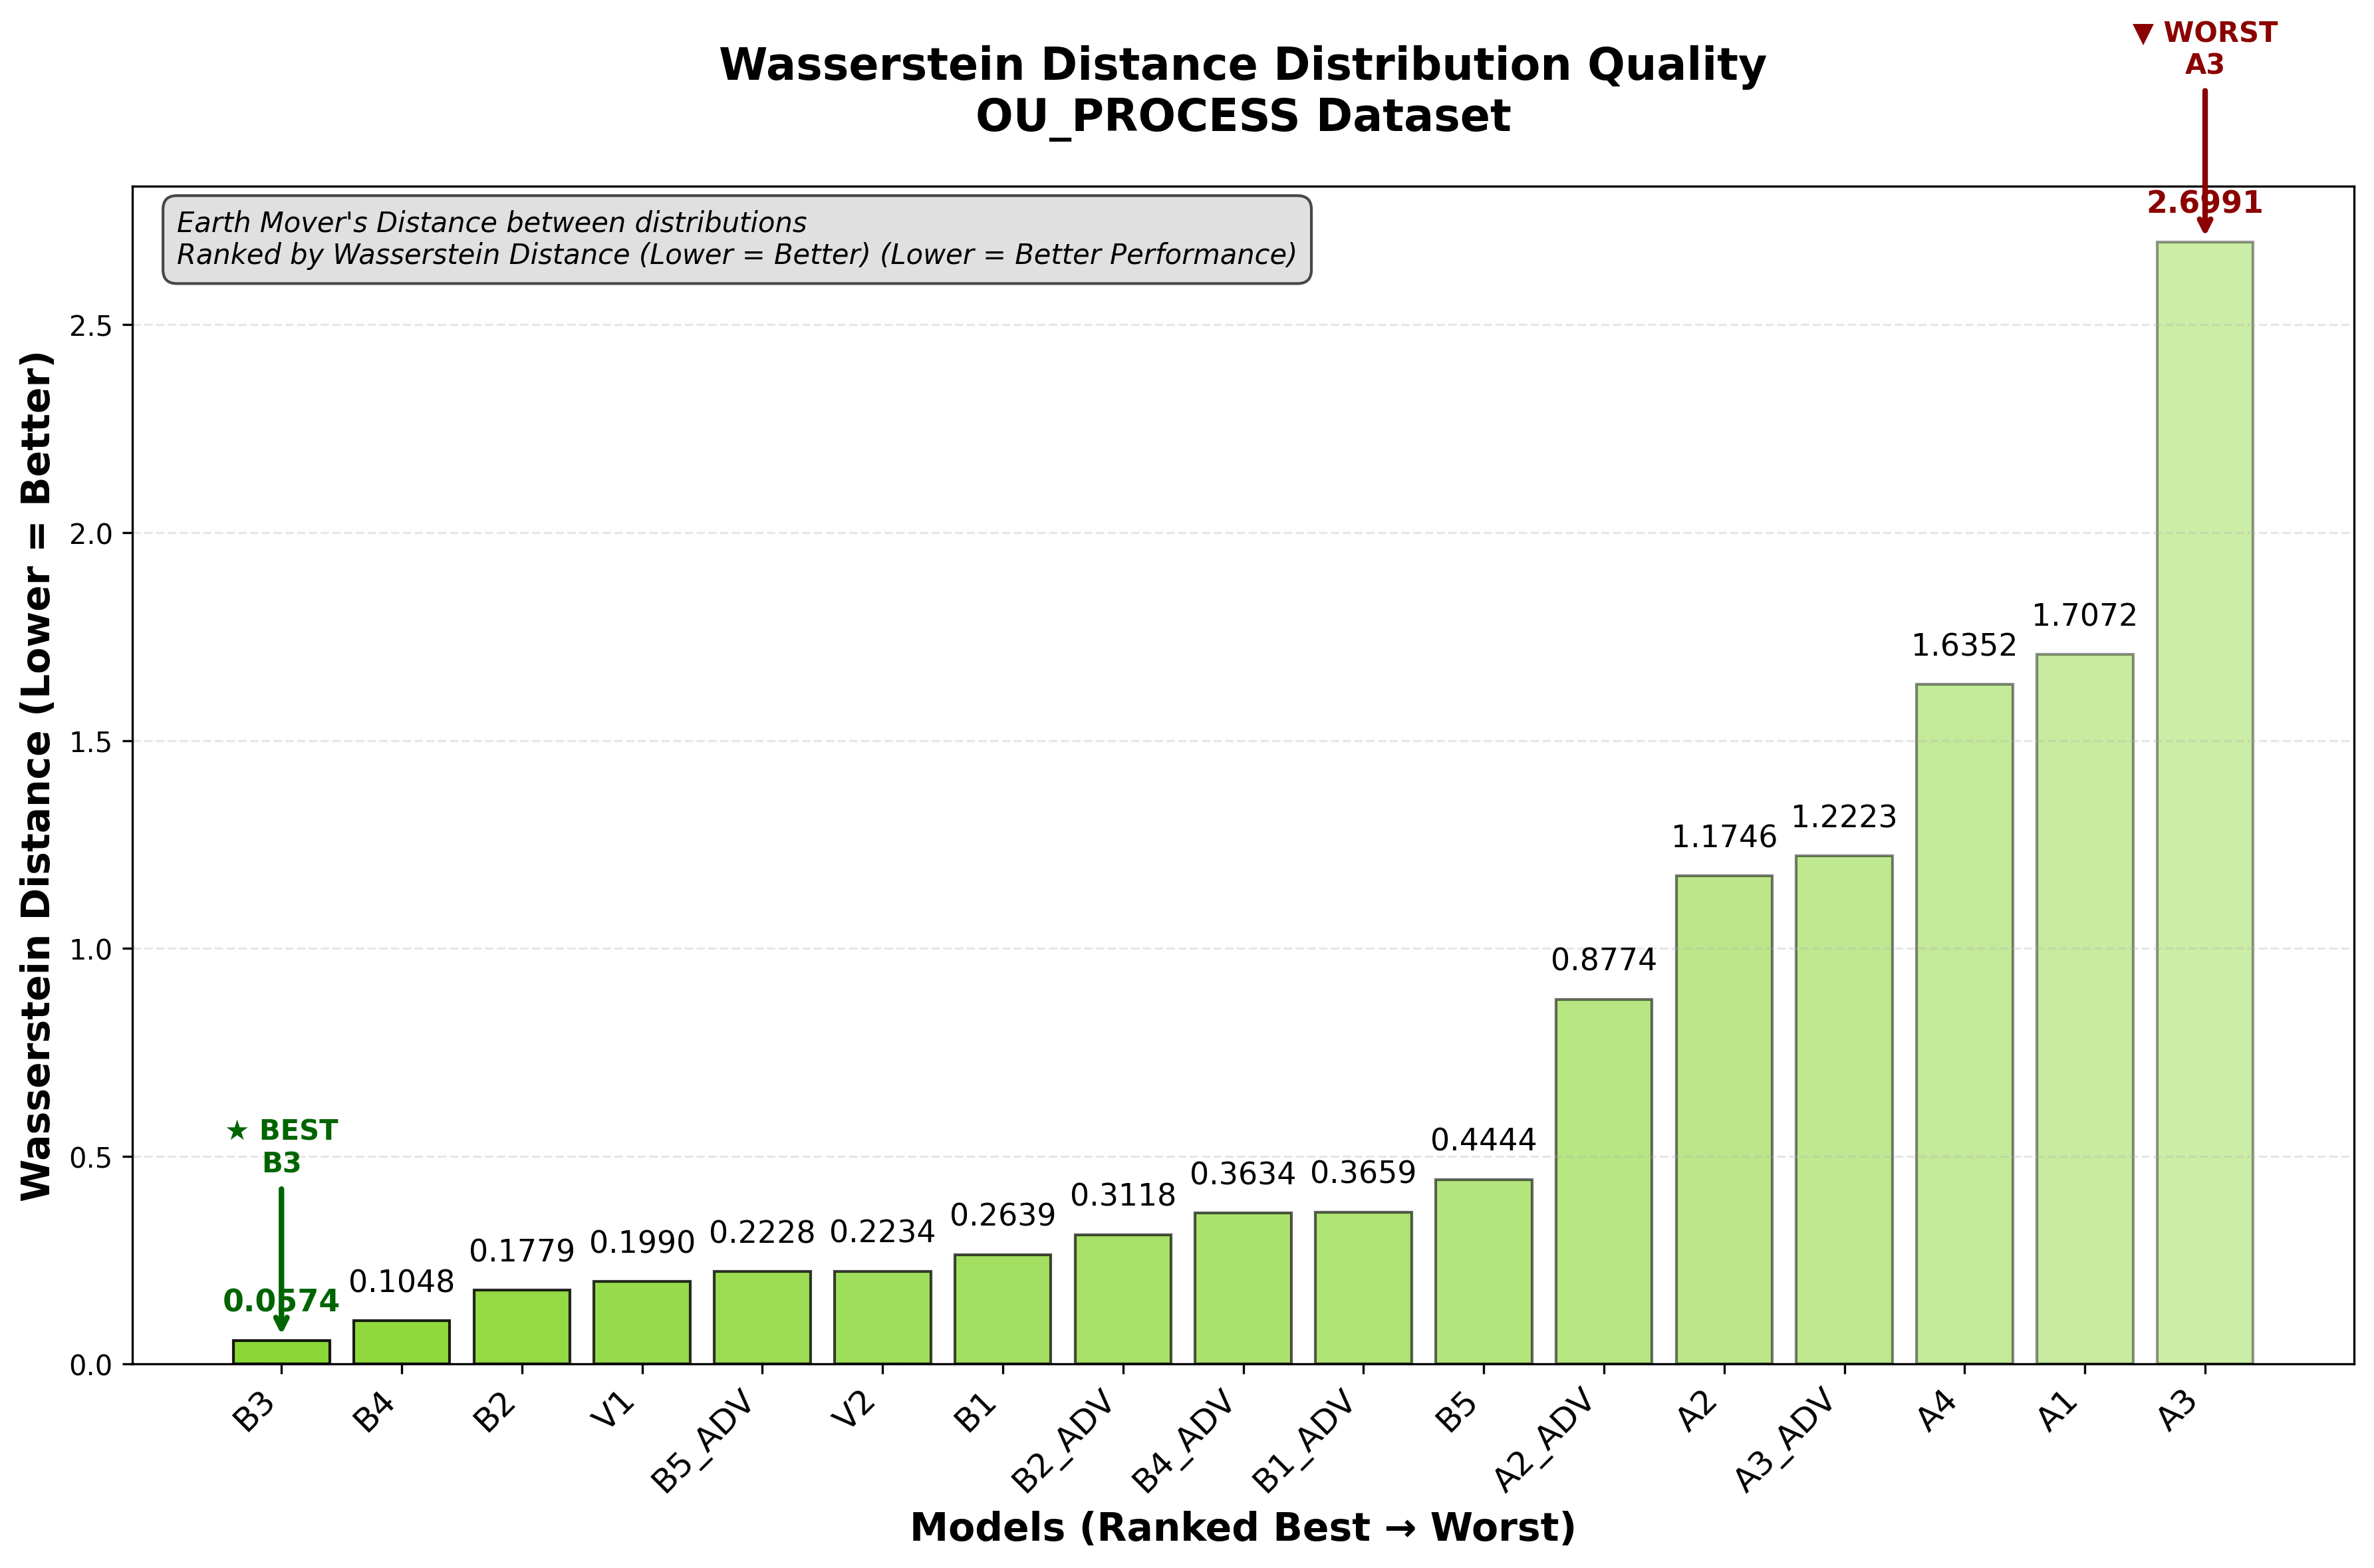 ▼ WORST
A3
Wasserstein Distance Distribution Quality
OU_PROCESS Dataset
Earth Mover's Distance between distributions
Ranked by Wasserstein Distance (Lower = Better) (Lower = Better Performance)
Wasserstein Distance (Lower = Better)
2.5
2.0
1.5
1.0
0.5
0.0
★ BEST
B3
0.0574
0.1048
0.1779
0.1990
0.2228
0.2234
0.2639
0.3118
0.3634
0.3659
0.4444
0.8774
1.1746
1.2223
1.6352
1.7072
2.6991
B3
B4
B2
V1
B5_ADV
V2
B1
B2_ADV
B4_ADV
B1_ADV
B5
A2_ADV
A2
A3_ADV
A4
A1
A3
Models (Ranked Best → Worst)